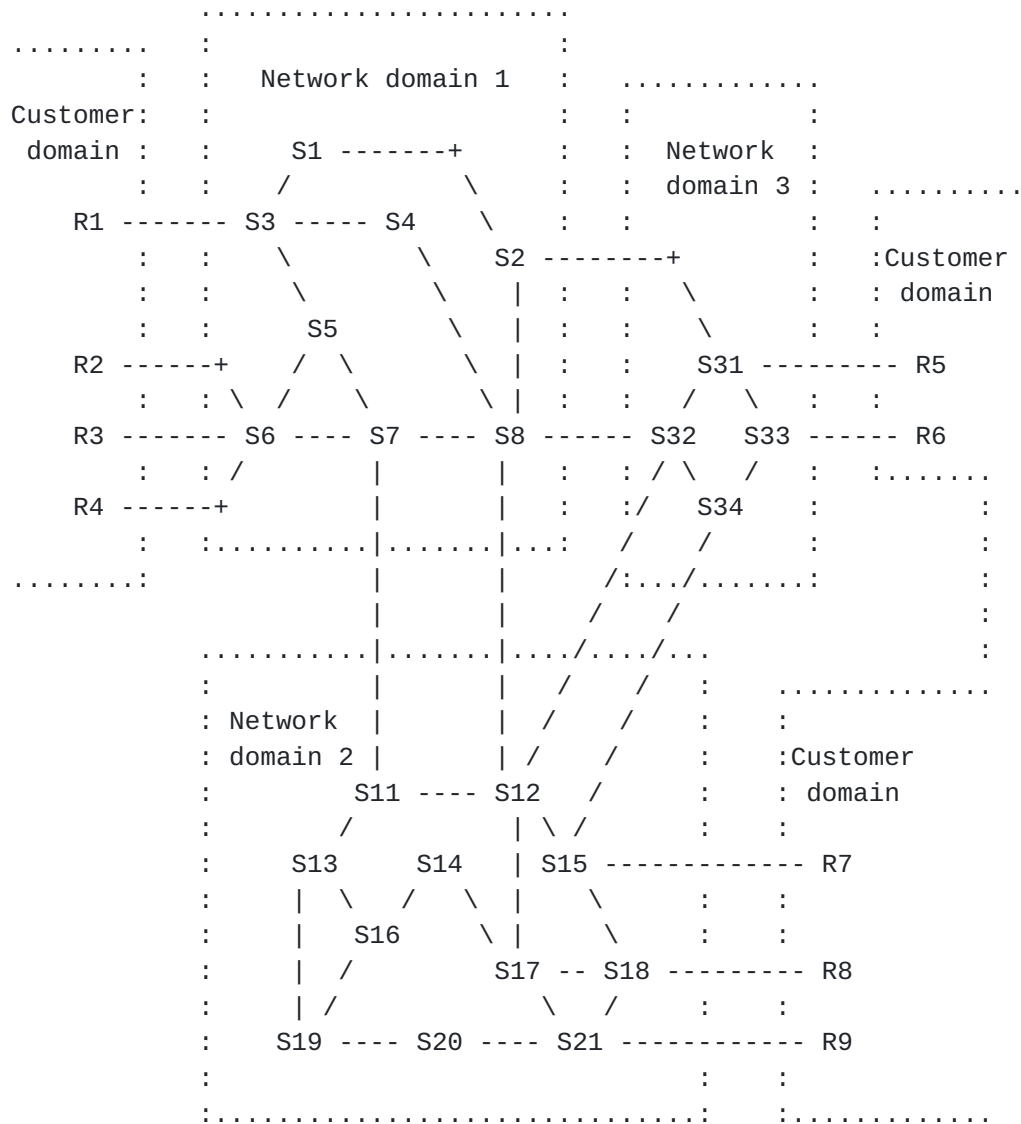 Network domain 1
Customer
domain
S1
Network
domain 3
R1 S3 S4
S2
Customer
domain
S5
R2 S31 R5
R3 S6 S7 S8 S32 S33 R6
R4 S34
Network
domain 2
Customer
domain
S11 S12
S13 S14 S15 R7
S16
S17 S18 R8
S19 S20 S21 R9